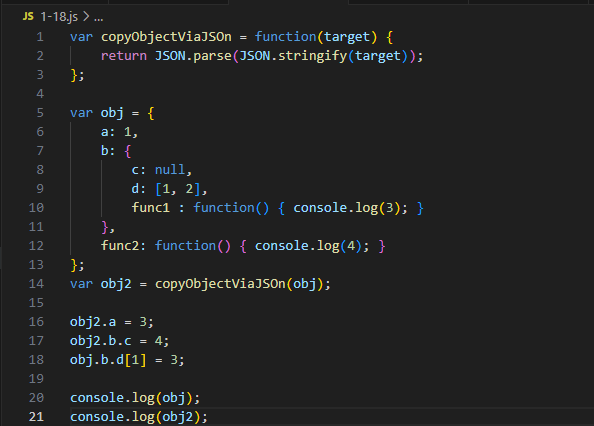 JS 1-18.js > ...
1 var copyObjectViaJSOn = function(target) {
2     return JSON.parse(JSON.stringify(target));
3 };
4
5 var obj = {
6     a: 1,
7     b: {
8         c: null,
9         d: [1, 2],
10         func1 : function() { console.log(3); }
11     },
12     func2: function() { console.log(4); }
13 };
14 var obj2 = copyObjectViaJSOn(obj);
15
16 obj2.a = 3;
17 obj2.b.c = 4;
18 obj.b.d[1] = 3;
19
20 console.log(obj);
21 console.log(obj2);